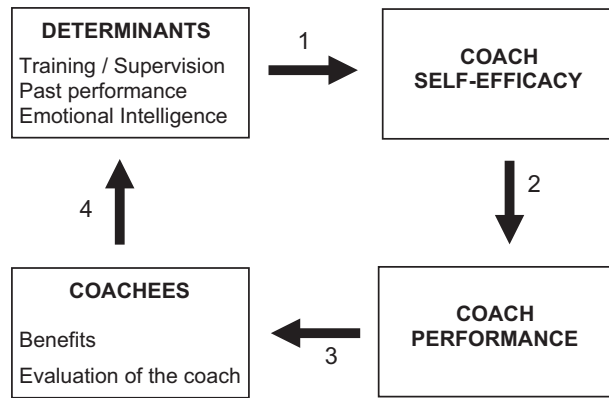 DETERMINANTS
Training / Supervision
Past performance
Emotional Intelligence
1
COACH
SELF-EFFICACY
2
COACH
PERFORMANCE
3
COACHEES
Benefits
Evaluation of the coach
4